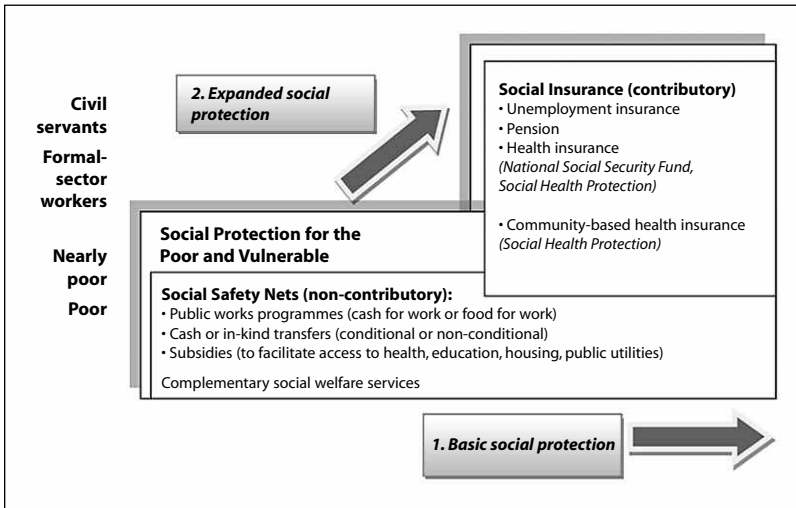 Civil
servants
Formal-
sector
workers
Nearly
poor
Poor
2. Expanded social
protection
Social Insurance (contributory)
• Unemployment insurance
• Pension
• Health insurance
(National Social Security Fund,
Social Health Protection)
• Community-based health insurance
(Social Health Protection)
Social Protection for the
Poor and Vulnerable
Social Safety Nets (non-contributory):
• Public works programmes (cash for work or food for work)
• Cash or in-kind transfers (conditional or non-conditional)
• Subsidies (to facilitate access to health, education, housing, public utilities)
Complementary social welfare services
1. Basic social protection